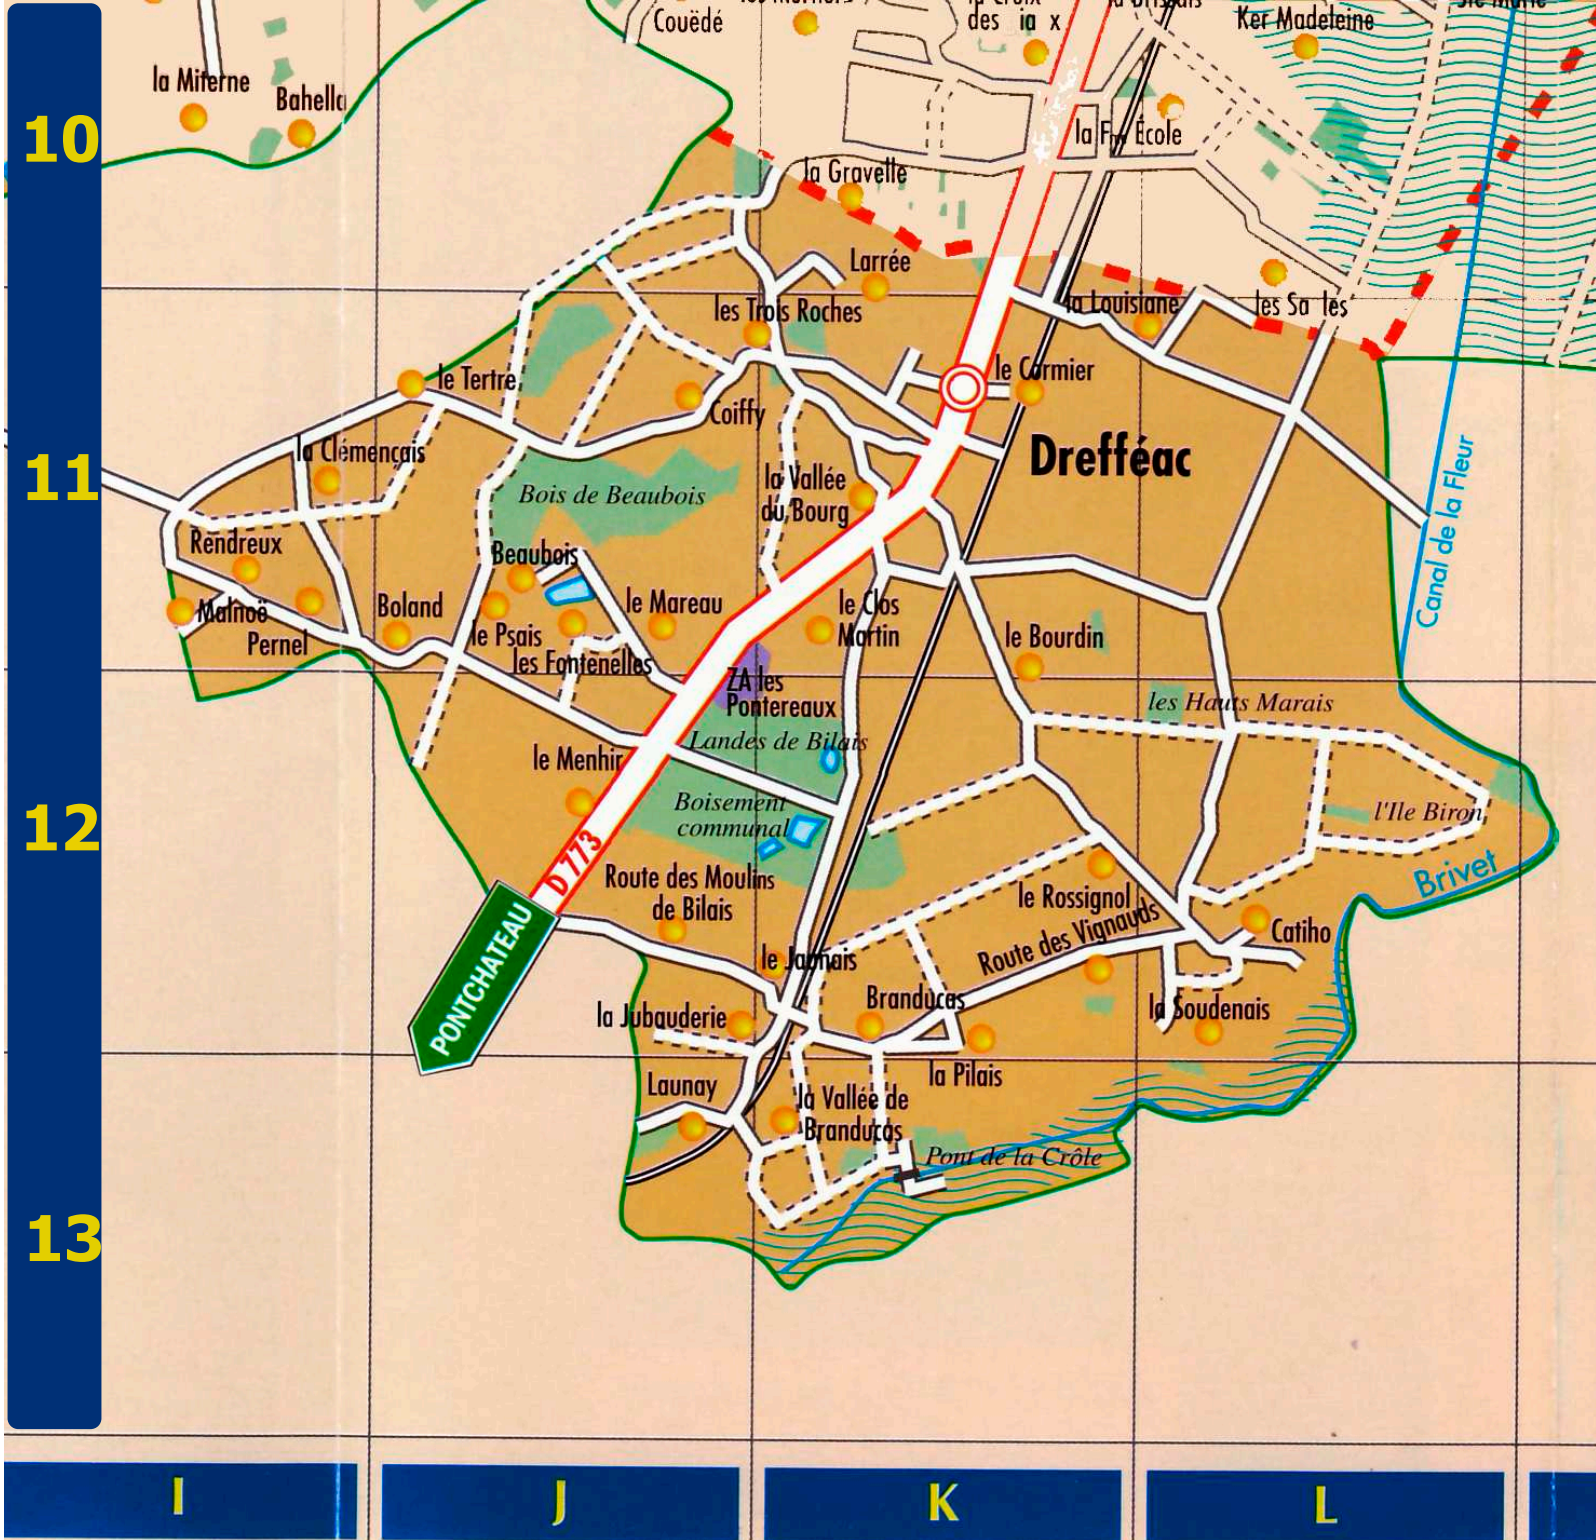 Couëdé
Ker Madeleine
la Miterne
Bahella
10
École
la Gravelle
Larrée
les Trois Roches
la Louisiane
le Tertre
le Cormier
Coiffy
Drefféac
la Clémençais
la Vallée
du Bourg
11
Bois de Beaubois
Canal de la Fleur
Rendreux
Beaubois
Malnoë
Pernel
Boland
le Psais
le Mareau
le Clos
Martin
le Bourdin
les Fontenelles
ZA les
Pontereaux
les Hauts Marais
Landes de Bilais
le Menhir
Boisement
communal
l'Ile Biron
12
D 773
Route des Moulins
de Bilais
Brivet
le Rossignol
Route des Vignauds
Catiho
PONTCHATEAU
le Jaunais
Branducas
la Jubauderie
la Soudenais
Launay
la Pilais
la Vallée de
Branducas
Pont de la Crôle
13
I
J
K
L